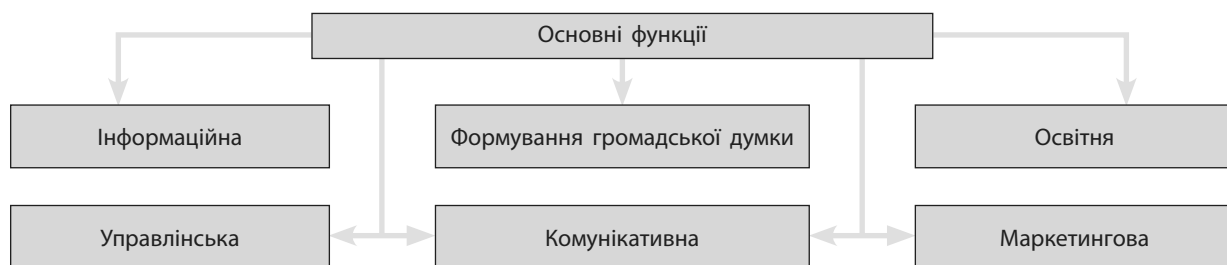 Основні функції
Інформаційна
Формування громадської думки
Освітня
Управлінська
Комунікативна
Маркетингова